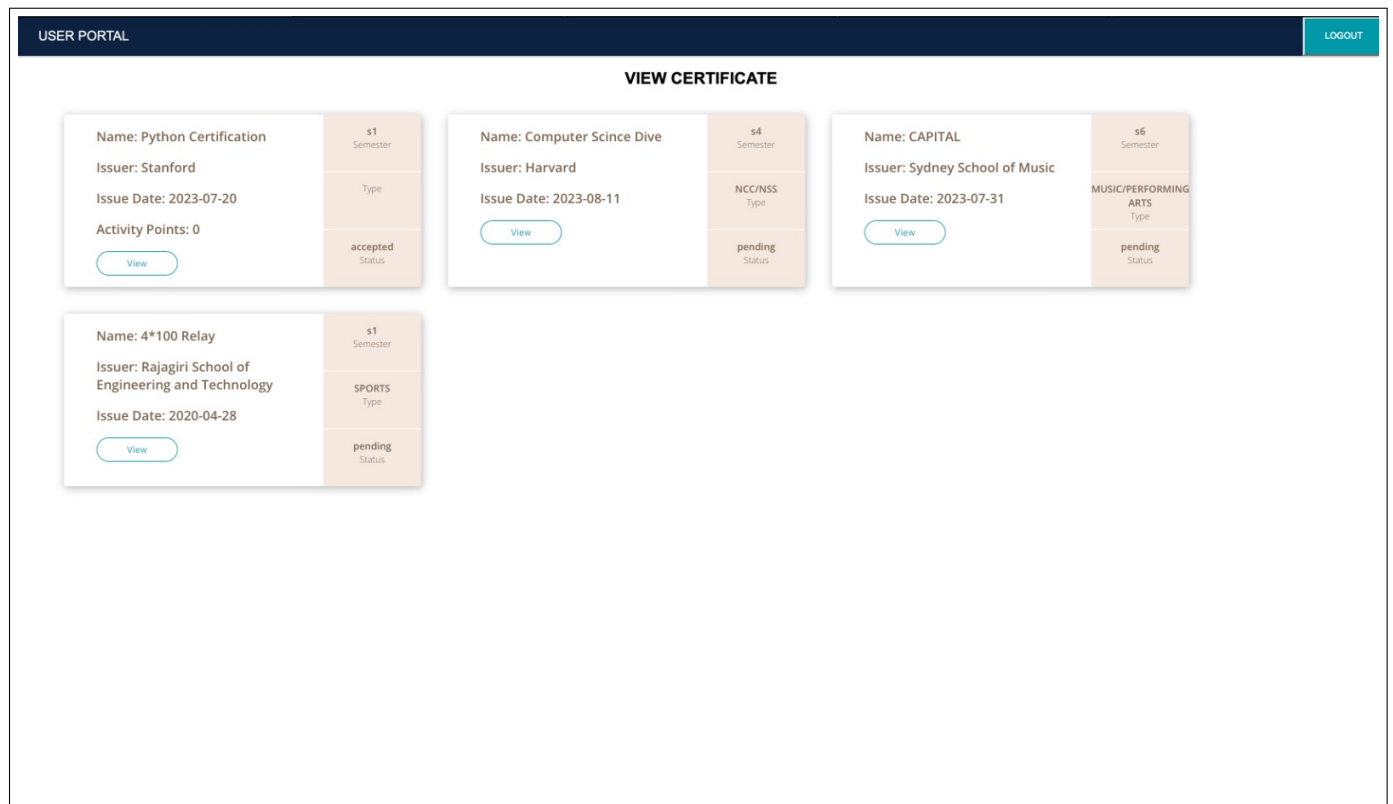 USER PORTAL
LOGOUT
VIEW CERTIFICATE
Name: Python Certification
Issuer: Stanford
Issue Date: 2023-07-20
Activity Points: 0
View
s1
Semester
Type
accepted
Status
Name: Computer Scince Dive
Issuer: Harvard
Issue Date: 2023-08-11
View
s4
Semester
NCC/NSS
Type
pending
Status
Name: CAPITAL
Issuer: Sydney School of Music
Issue Date: 2023-07-31
View
s6
Semester
MUSIC/PERFORMING
ARTS
Type
pending
Status
Name: 4*100 Relay
Issuer: Rajagiri School of
Engineering and Technology
Issue Date: 2020-04-28
View
s1
Semester
SPORTS
Type
pending
Status